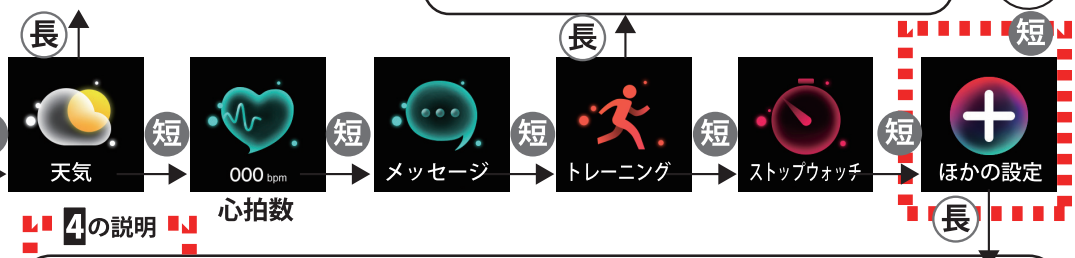 長
長
短
短
短
短
短
短
天気
000 bpm
メッセージ
トレーニング
ストップウォッチ
ほかの設定
心拍数
長
4の説明